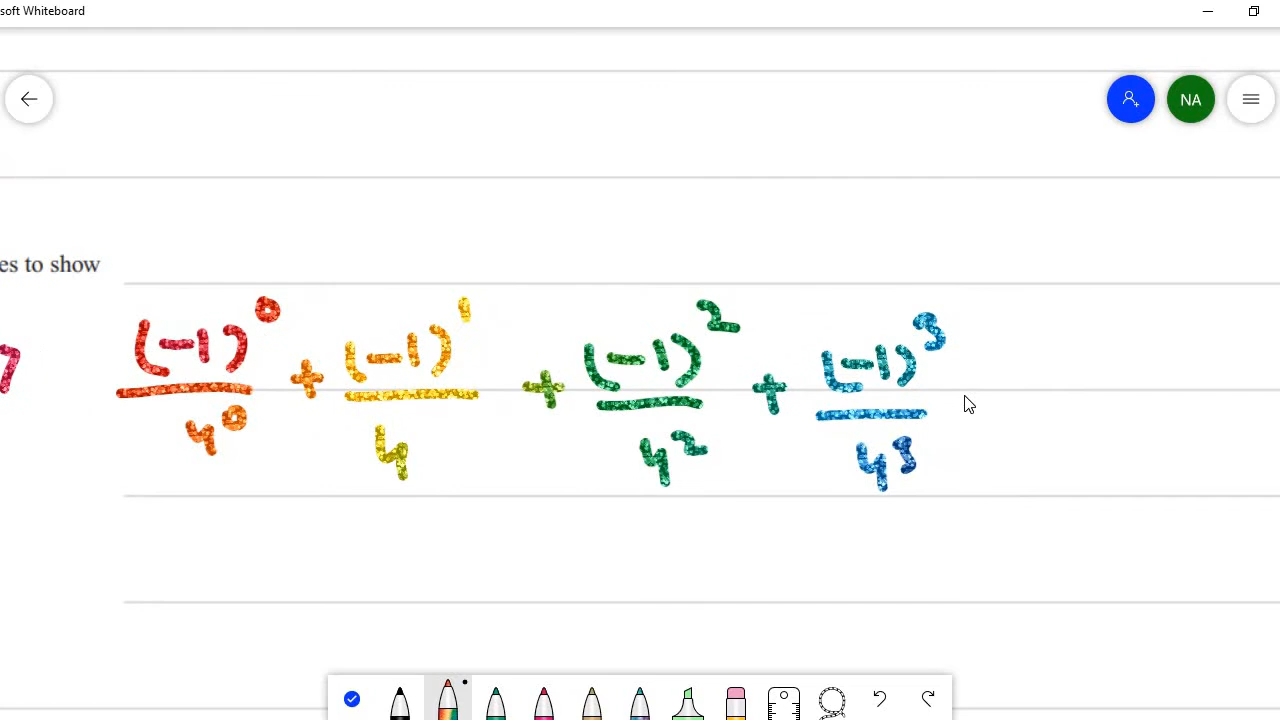 soft Whiteboard
NA
es to show
(-1)^0/4^0 + (-1)^1/4 + (-1)^2/4^2 + (-1)^3/4^3